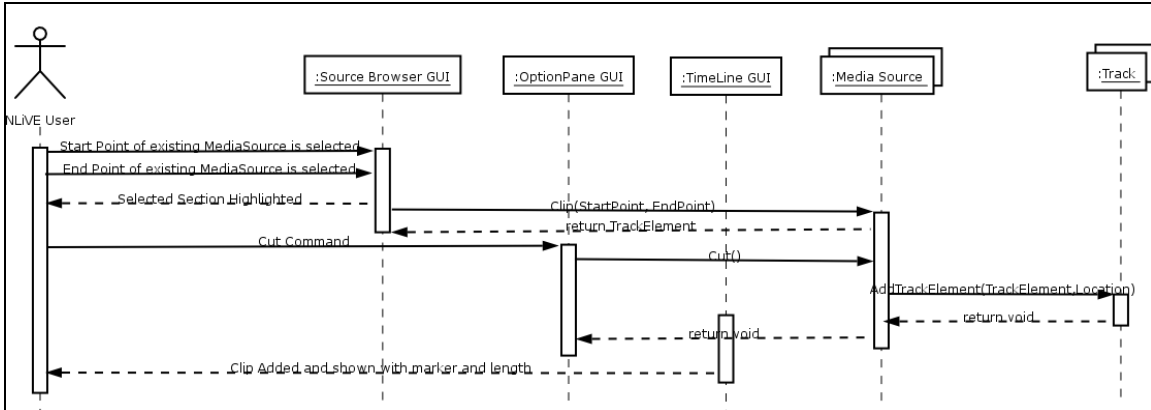 :Source Browser GUI
:OptionPane GUI
:TimeLine GUI
:Media Source
:Track
NLiVE User
Start Point of existing MediaSource is selected
End Point of existing MediaSource is selected
Selected Section Highlighted
Clip(StartPoint, EndPoint)
return TrackElement
Cut Command
Cut()
AddTrackElement(TrackElement,Location)
return void
return void
Clip Added and shown with marker and length